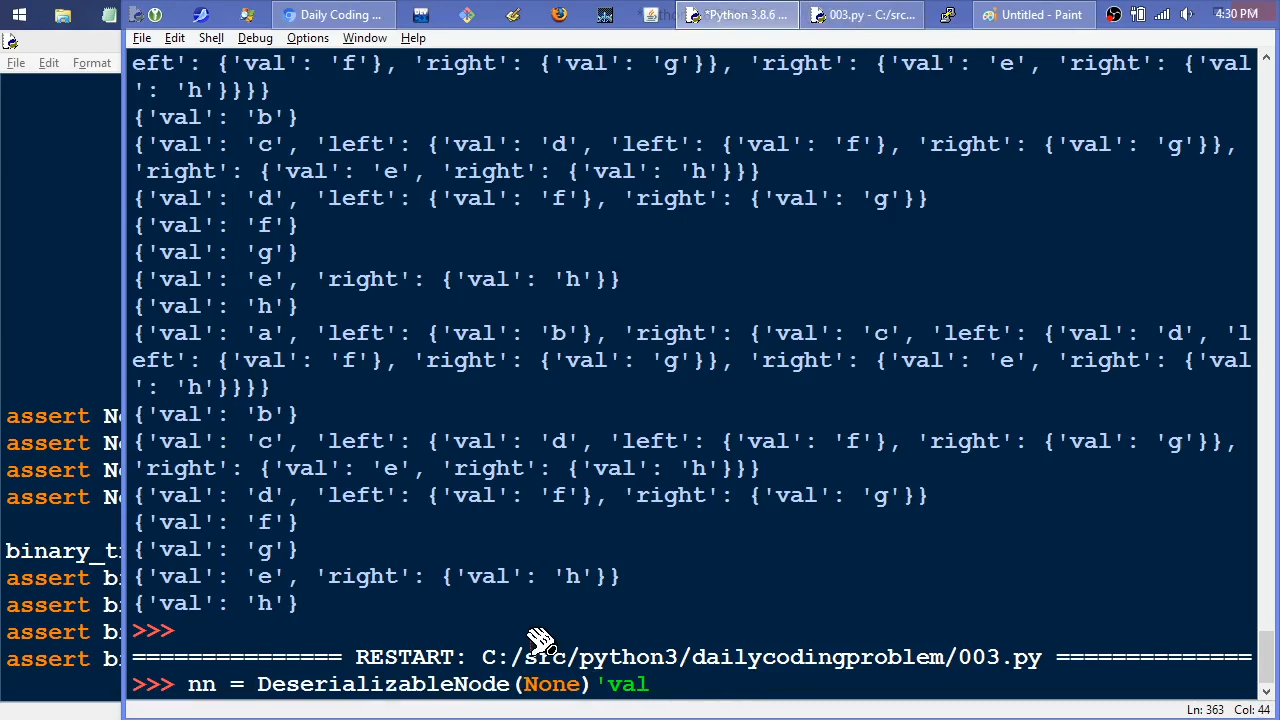 Daily Coding ...
*Python 3.8.6 ...
003.py - C:/src...
Untitled - Paint
4:30 PM
File Edit Shell Debug Options Window Help
File Edit Format
eft': {'val': 'f'}, 'right': {'val': 'g'}}, 'right': {'val': 'e', 'right': {'val
': 'h'}}}}
{'val': 'b'}
{'val': 'c', 'left': {'val': 'd', 'left': {'val': 'f'}, 'right': {'val': 'g'}},
'right': {'val': 'e', 'right': {'val': 'h'}}}
{'val': 'd', 'left': {'val': 'f'}, 'right': {'val': 'g'}}
{'val': 'f'}
{'val': 'g'}
{'val': 'e', 'right': {'val': 'h'}}
{'val': 'h'}
{'val': 'a', 'left': {'val': 'b'}, 'right': {'val': 'c', 'left': {'val': 'd', 'l
eft': {'val': 'f'}, 'right': {'val': 'g'}}, 'right': {'val': 'e', 'right': {'val
': 'h'}}}}
{'val': 'b'}
{'val': 'c', 'left': {'val': 'd', 'left': {'val': 'f'}, 'right': {'val': 'g'}},
'right': {'val': 'e', 'right': {'val': 'h'}}}
{'val': 'd', 'left': {'val': 'f'}, 'right': {'val': 'g'}}
{'val': 'f'}
{'val': 'g'}
{'val': 'e', 'right': {'val': 'h'}}
{'val': 'h'}
>>>
=============== RESTART: C:/src/python3/dailycodingproblem/003.py ==============
>>> nn = DeserializableNode(None)'val
assert N
assert N
assert N
assert N
binary_t
assert b
assert b
assert b
assert b
Ln: 363 Col: 44